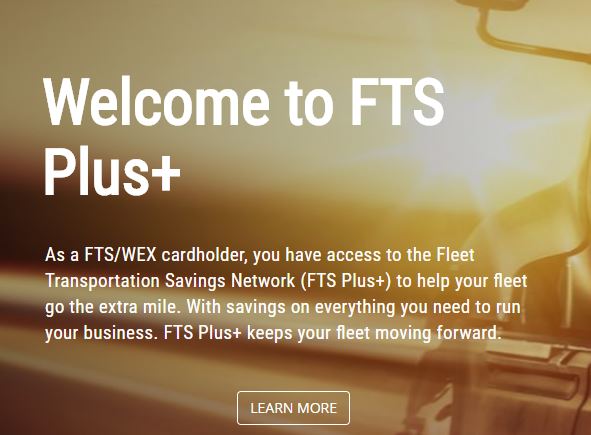 Welcome to FTS
Plus+
As a FTS/WEX cardholder, you have access to the Fleet
Transportation Savings Network (FTS Plus+) to help your fleet
go the extra mile. With savings on everything you need to run
your business. FTS Plus+ keeps your fleet moving forward.
LEARN MORE